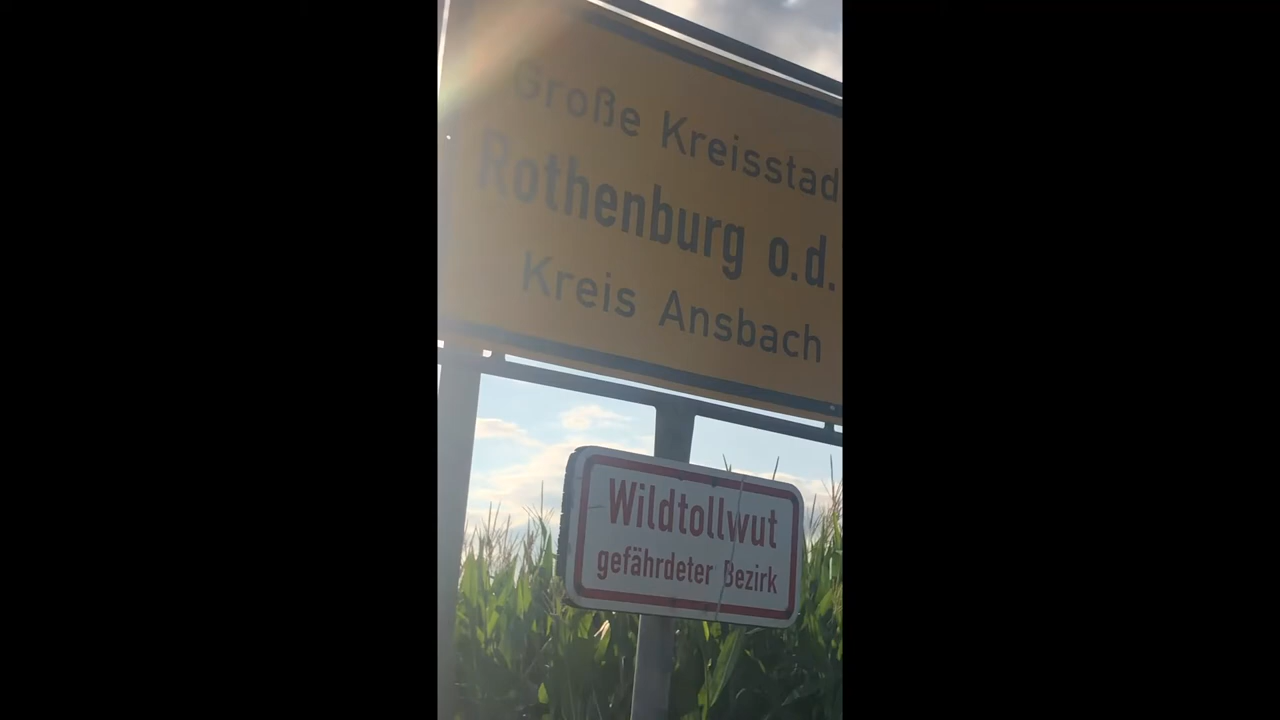 Große Kreisstad
Rothenburg o.d.
Kreis Ansbach
Wildtollwut
gefährdeter Bezirk